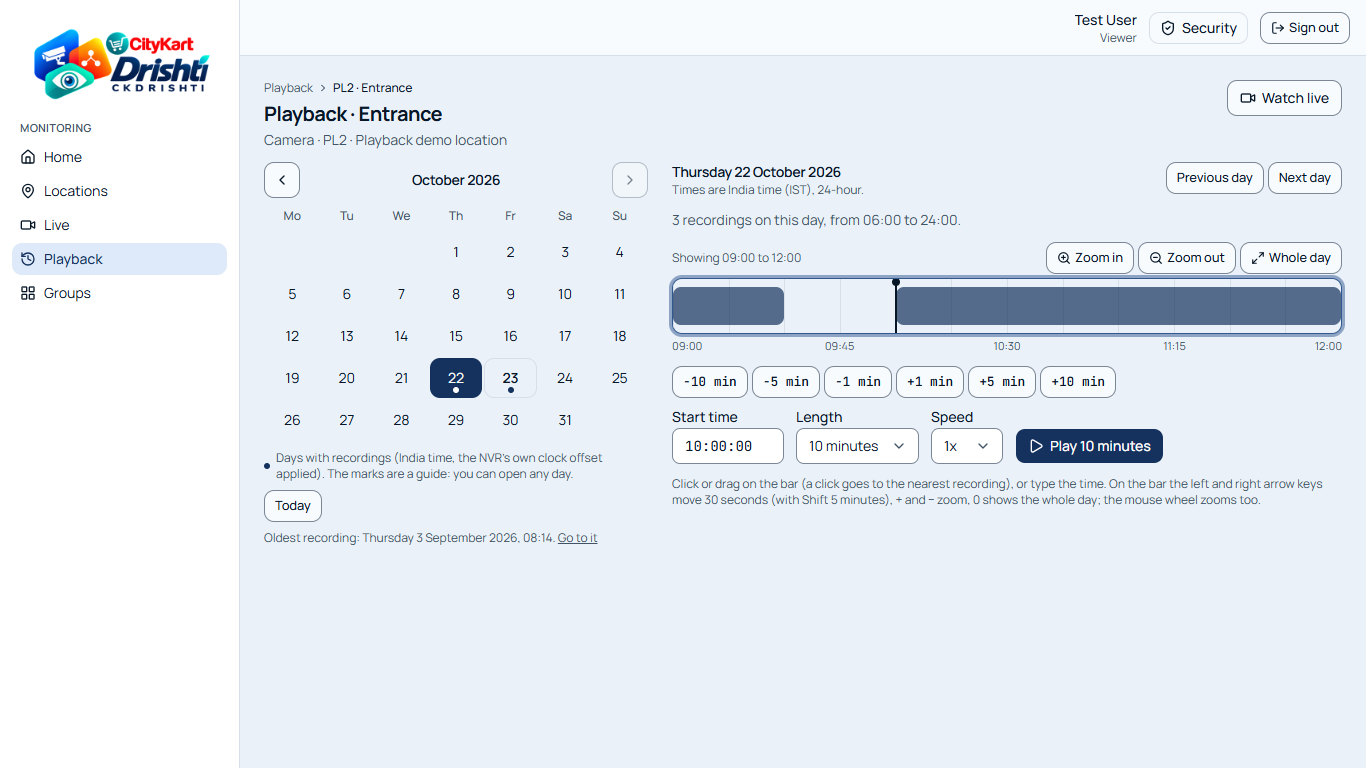 CityKart
Drishti
CKDRISHTI
MONITORING
Home
Locations
Live
Playback
Groups
Test User
Viewer
Security
Sign out
Playback > PL2 · Entrance
Playback · Entrance
Camera · PL2 · Playback demo location
Watch live
October 2026
Mo Tu We Th Fr Sa Su
1 2 3 4
5 6 7 8 9 10 11
12 13 14 15 16 17 18
19 20 21 22 23 24 25
26 27 28 29 30 31
Days with recordings (India time, the NVR's own clock offset
applied). The marks are a guide: you can open any day.
Today
Oldest recording: Thursday 3 September 2026, 08:14. Go to it
Thursday 22 October 2026
Times are India time (IST), 24-hour.
Previous day
Next day
3 recordings on this day, from 06:00 to 24:00.
Showing 09:00 to 12:00
Zoom in
Zoom out
Whole day
09:00 09:45 10:30 11:15 12:00
-10 min -5 min -1 min +1 min +5 min +10 min
Start time Length Speed
10:00:00 10 minutes 1x Play 10 minutes
Click or drag on the bar (a click goes to the nearest recording), or type the time. On the bar the left and right arrow keys
move 30 seconds (with Shift 5 minutes), + and − zoom, 0 shows the whole day; the mouse wheel zooms too.